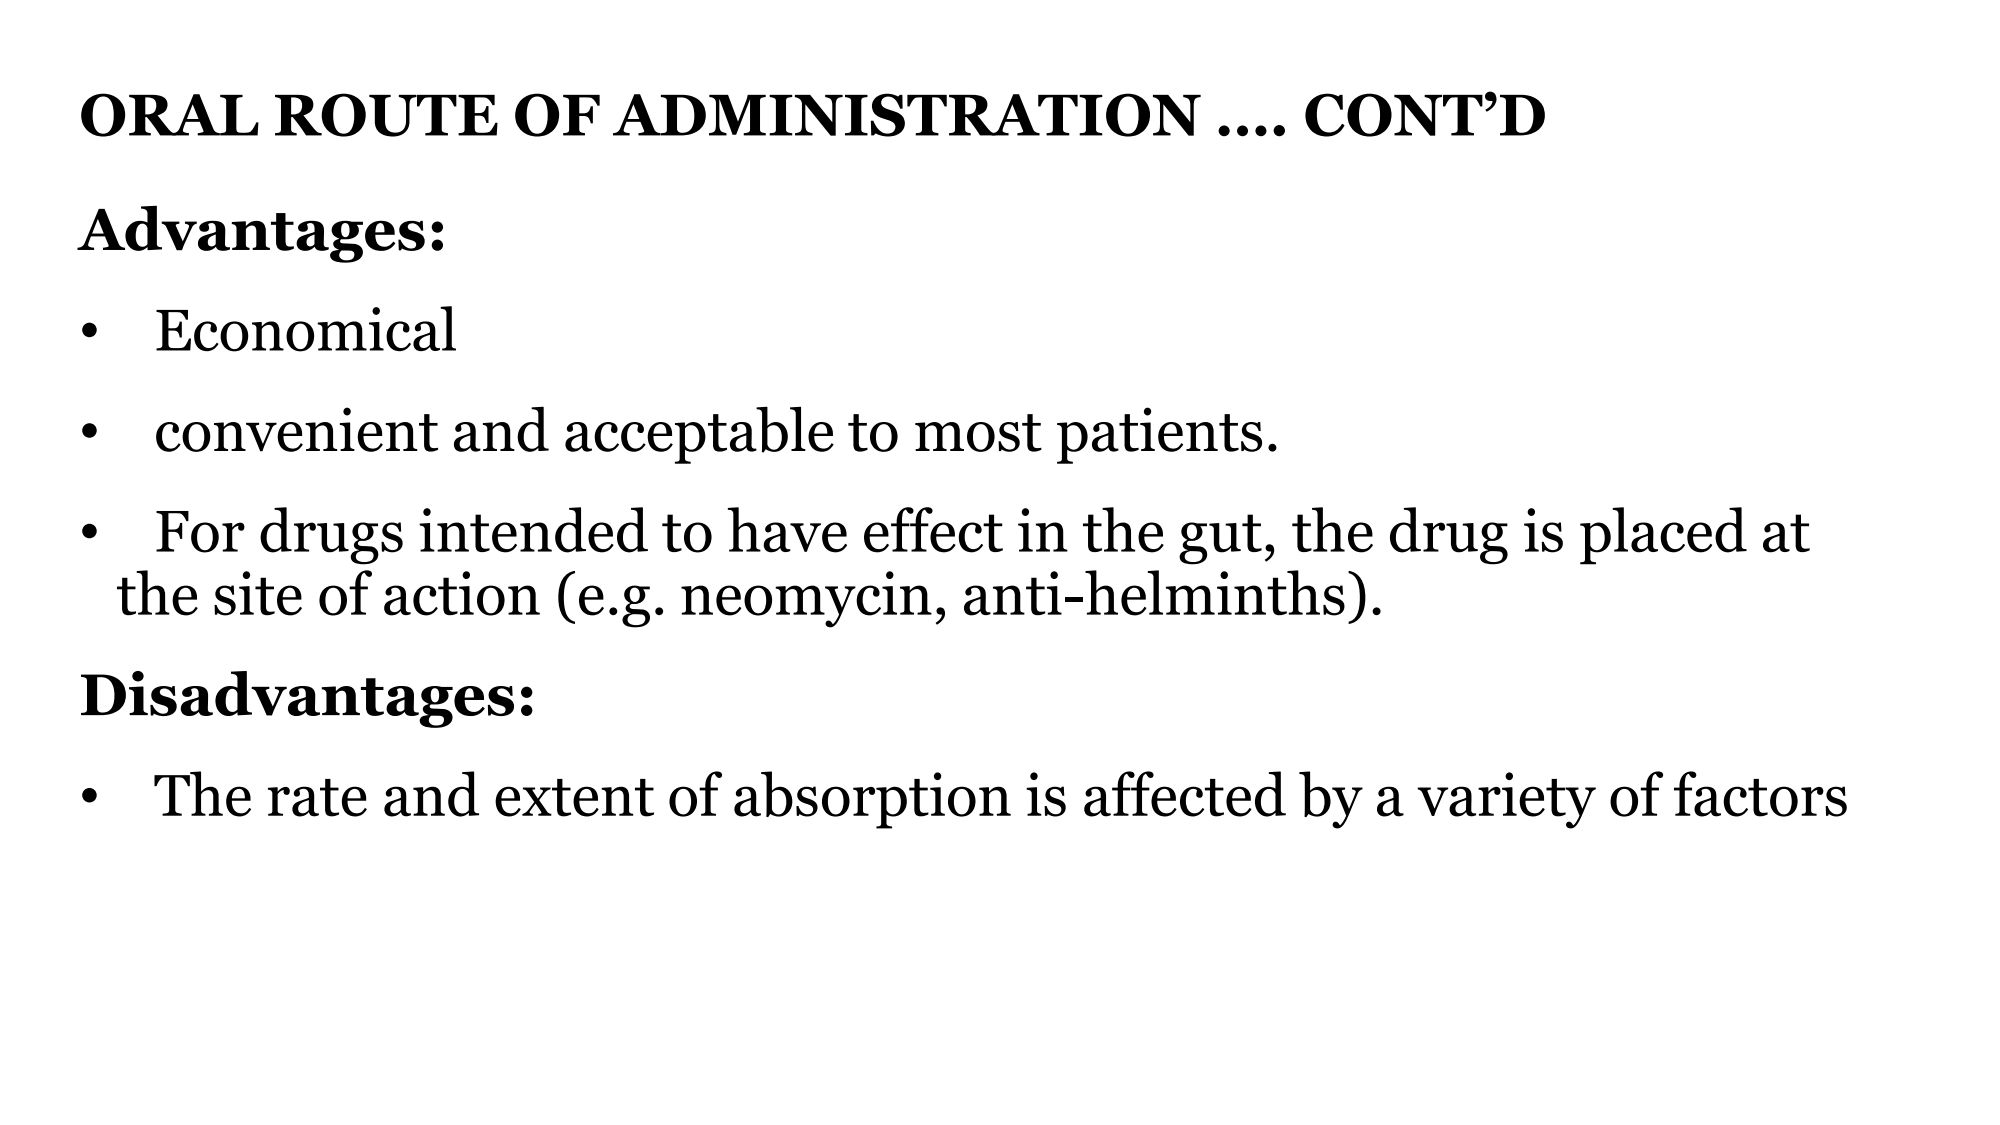 ORAL ROUTE OF ADMINISTRATION .... CONT’D
Advantages:
• Economical
• convenient and acceptable to most patients.
• For drugs intended to have effect in the gut, the drug is placed at
the site of action (e.g. neomycin, anti-helminths).
Disadvantages:
• The rate and extent of absorption is affected by a variety of factors